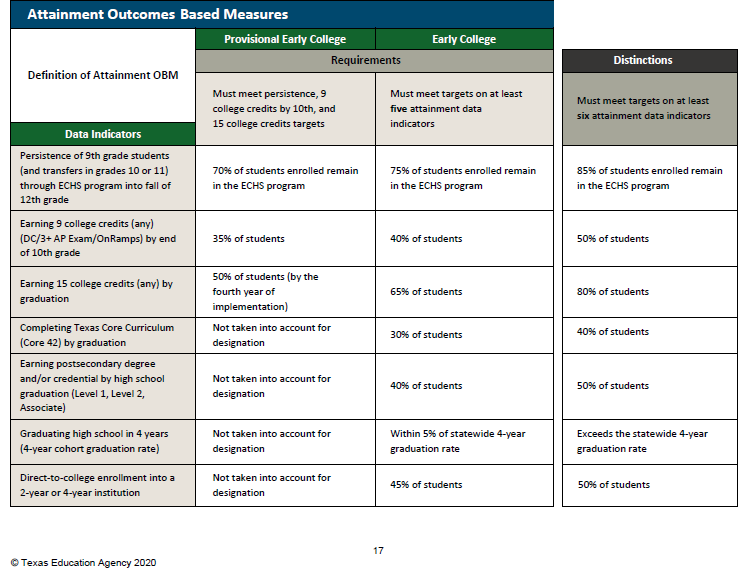 Attainment Outcomes Based Measures
Definition of Attainment OBM
Provisional Early College
Early College
Requirements
Distinctions
Must meet persistence, 9
college credits by 10th, and
15 college credits targets
Must meet targets on at least
five attainment data
indicators
Must meet targets on at least
six attainment data indicators
Data Indicators
Persistence of 9th grade students
(and transfers in grades 10 or 11)
through ECHS program into fall of
12th grade
70% of students enrolled remain
in the ECHS program
75% of students enrolled remain
in the ECHS program
85% of students enrolled remain
in the ECHS program
Earning 9 college credits (any)
(DC/3+ AP Exam/OnRamps) by end
of 10th grade
35% of students
40% of students
50% of students
Earning 15 college credits (any) by
graduation
50% of students (by the
fourth year of
implementation)
65% of students
80% of students
Completing Texas Core Curriculum
(Core 42) by graduation
Not taken into account for
designation
30% of students
40% of students
Earning postsecondary degree
and/or credential by high school
graduation (Level 1, Level 2,
Associate)
Not taken into account for
designation
40% of students
50% of students
Graduating high school in 4 years
(4-year cohort graduation rate)
Not taken into account for
designation
Within 5% of statewide 4-year
graduation rate
Exceeds the statewide 4-year
graduation rate
Direct-to-college enrollment into a
2-year or 4-year institution
Not taken into account for
designation
45% of students
50% of students
17
© Texas Education Agency 2020